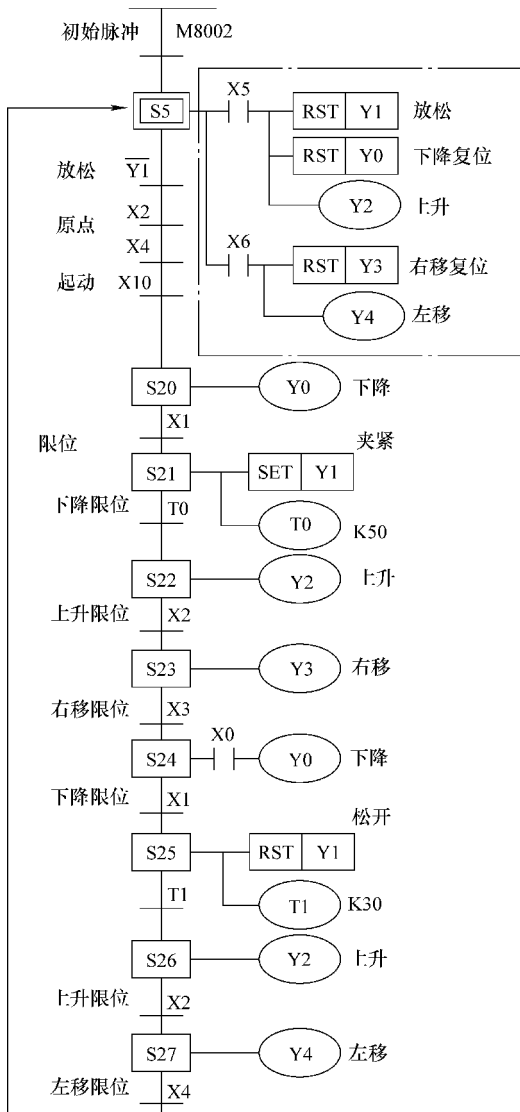 初始脉冲 M8002
S5 X5 RST Y1 放松
RST Y0 下降复位
放松 Y1
Y2 上升
原点 X2
X4 X6 RST Y3 右移复位
起动 X10
Y4 左移
S20 Y0 下降
限位 X1 夹紧
S21 SET Y1
下降限位 T0
T0 K50
S22 Y2 上升
上升限位 X2
S23 Y3 右移
右移限位 X3
S24 X0 Y0 下降
下降限位 X1
松开
S25 RST Y1
T1 T1 K30
S26 Y2 上升
上升限位 X2
S27 Y4 左移
左移限位 X4